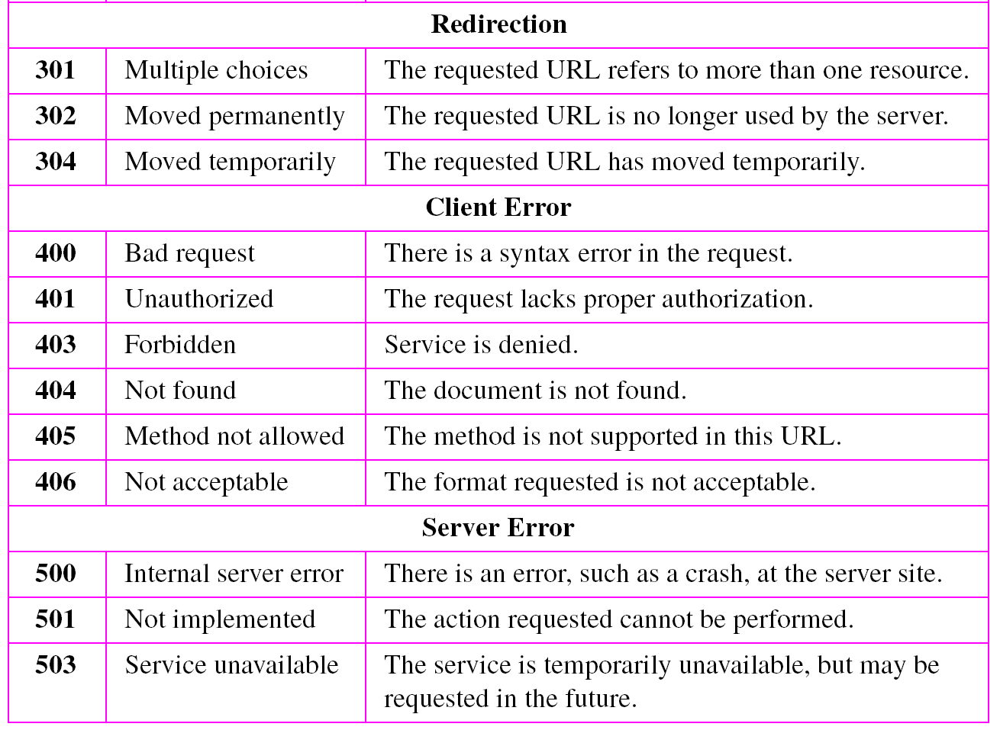 Redirection
301 Multiple choices The requested URL refers to more than one resource.
302 Moved permanently The requested URL is no longer used by the server.
304 Moved temporarily The requested URL has moved temporarily.
Client Error
400 Bad request There is a syntax error in the request.
401 Unauthorized The request lacks proper authorization.
403 Forbidden Service is denied.
404 Not found The document is not found.
405 Method not allowed The method is not supported in this URL.
406 Not acceptable The format requested is not acceptable.
Server Error
500 Internal server error There is an error, such as a crash, at the server site.
501 Not implemented The action requested cannot be performed.
503 Service unavailable The service is temporarily unavailable, but may be
requested in the future.